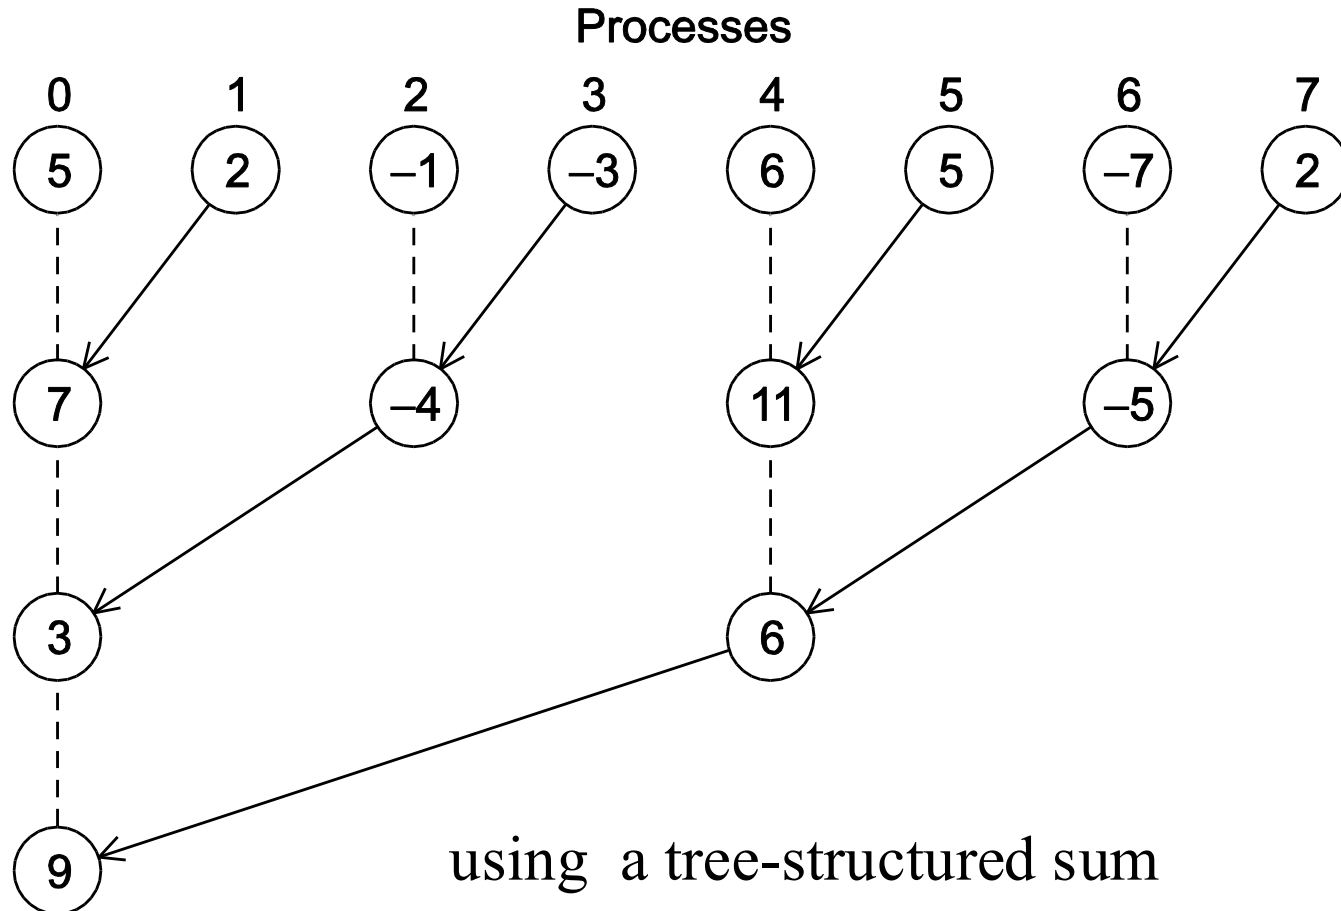 Processes
0 1 2 3 4 5 6 7
5 2 –1 –3 6 5 –7 2
7 –4 11 –5
3 6
9
using a tree-structured sum